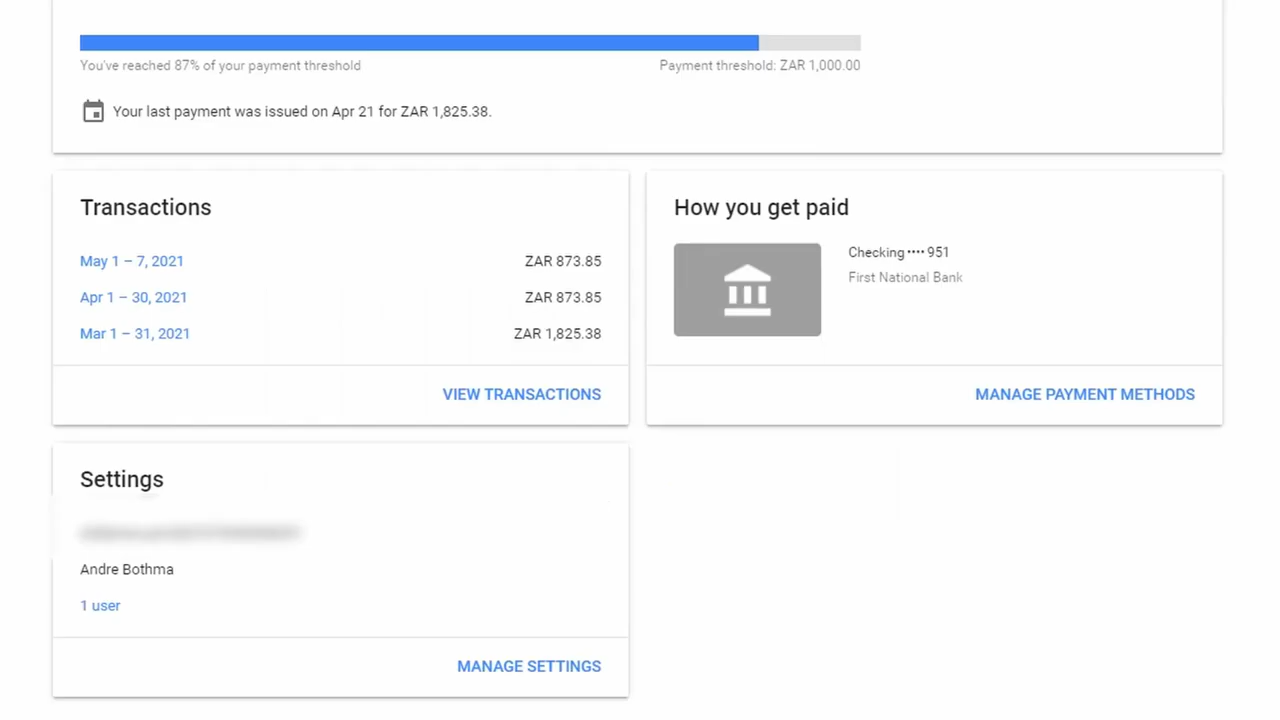 You've reached 87% of your payment threshold
Payment threshold: ZAR 1,000.00
Your last payment was issued on Apr 21 for ZAR 1,825.38.
Transactions
May 1 – 7, 2021 ZAR 873.85
Apr 1 – 30, 2021 ZAR 873.85
Mar 1 – 31, 2021 ZAR 1,825.38
VIEW TRANSACTIONS
How you get paid
Checking •••• 951
First National Bank
MANAGE PAYMENT METHODS
Settings
Andre Bothma
1 user
MANAGE SETTINGS